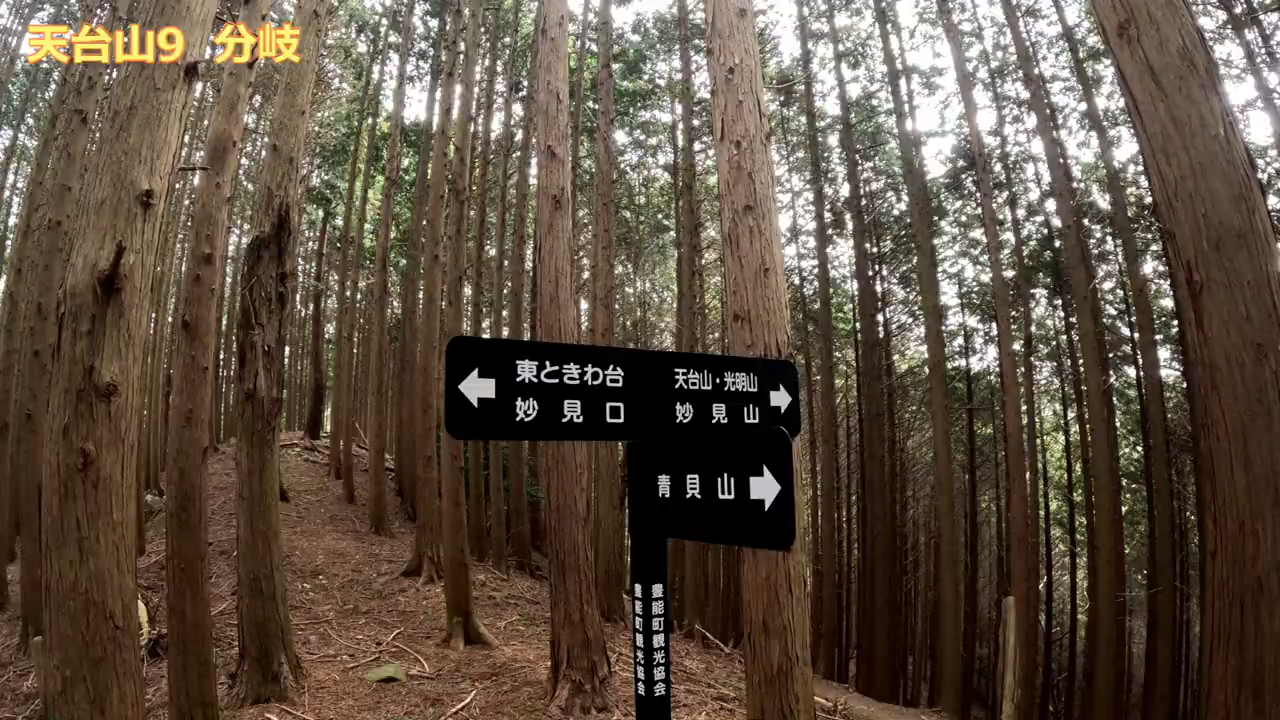 天台山9 分岐
東ときわ台
妙見口
天台山・光明山
妙見山
青貝山
豊能町観光協会
豊能町観光協会